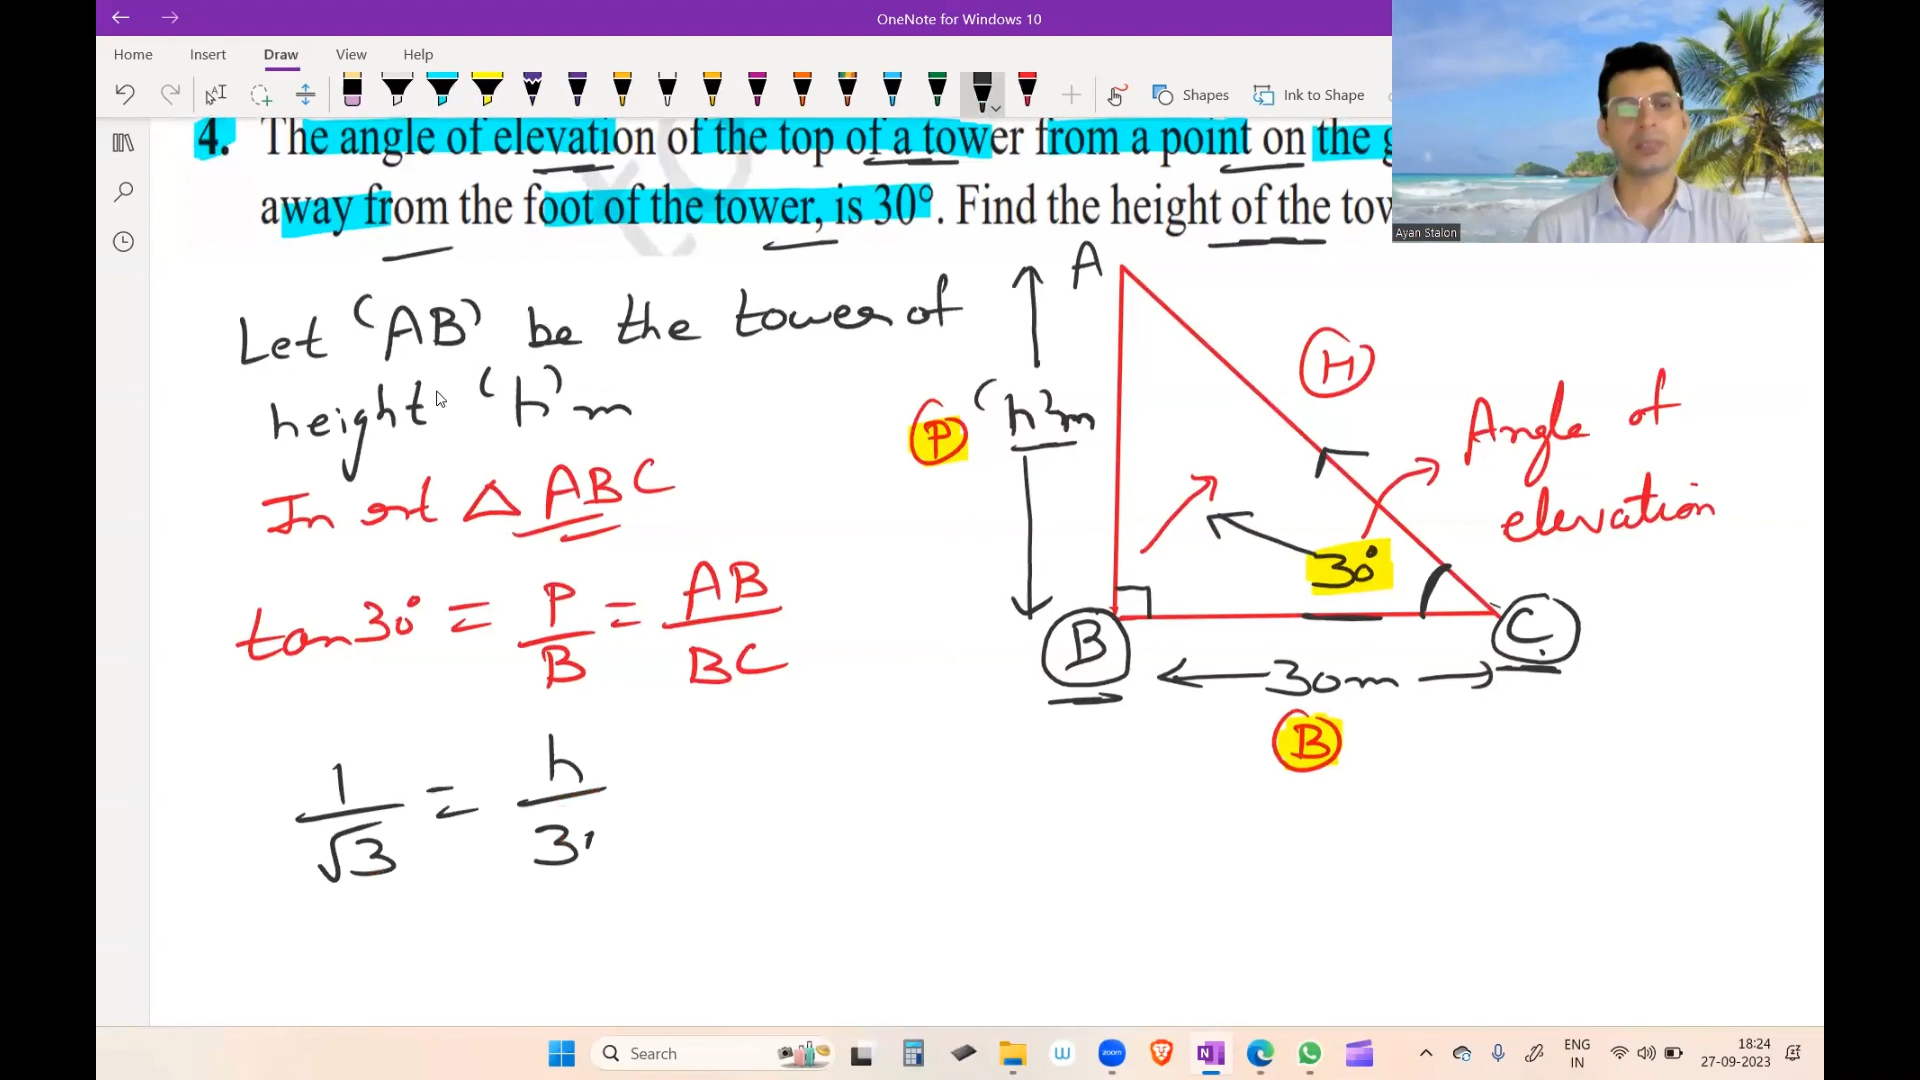 OneNote for Windows 10
Home Insert Draw View Help
Shapes Ink to Shape
4. The angle of elevation of the top of a tower from a point on the g
away from the foot of the tower, is 30°. Find the height of the tow
Ayan Stalon
Let 'AB' be the tower of
height 'h' m
In rt △ ABC
tan 30° = P/B = AB/BC
1/√3 = h/3
A
H
P
'h' m
Angle of
elevation
30°
B
C
30m
B
Search
ENG
IN
18:24
27-09-2023